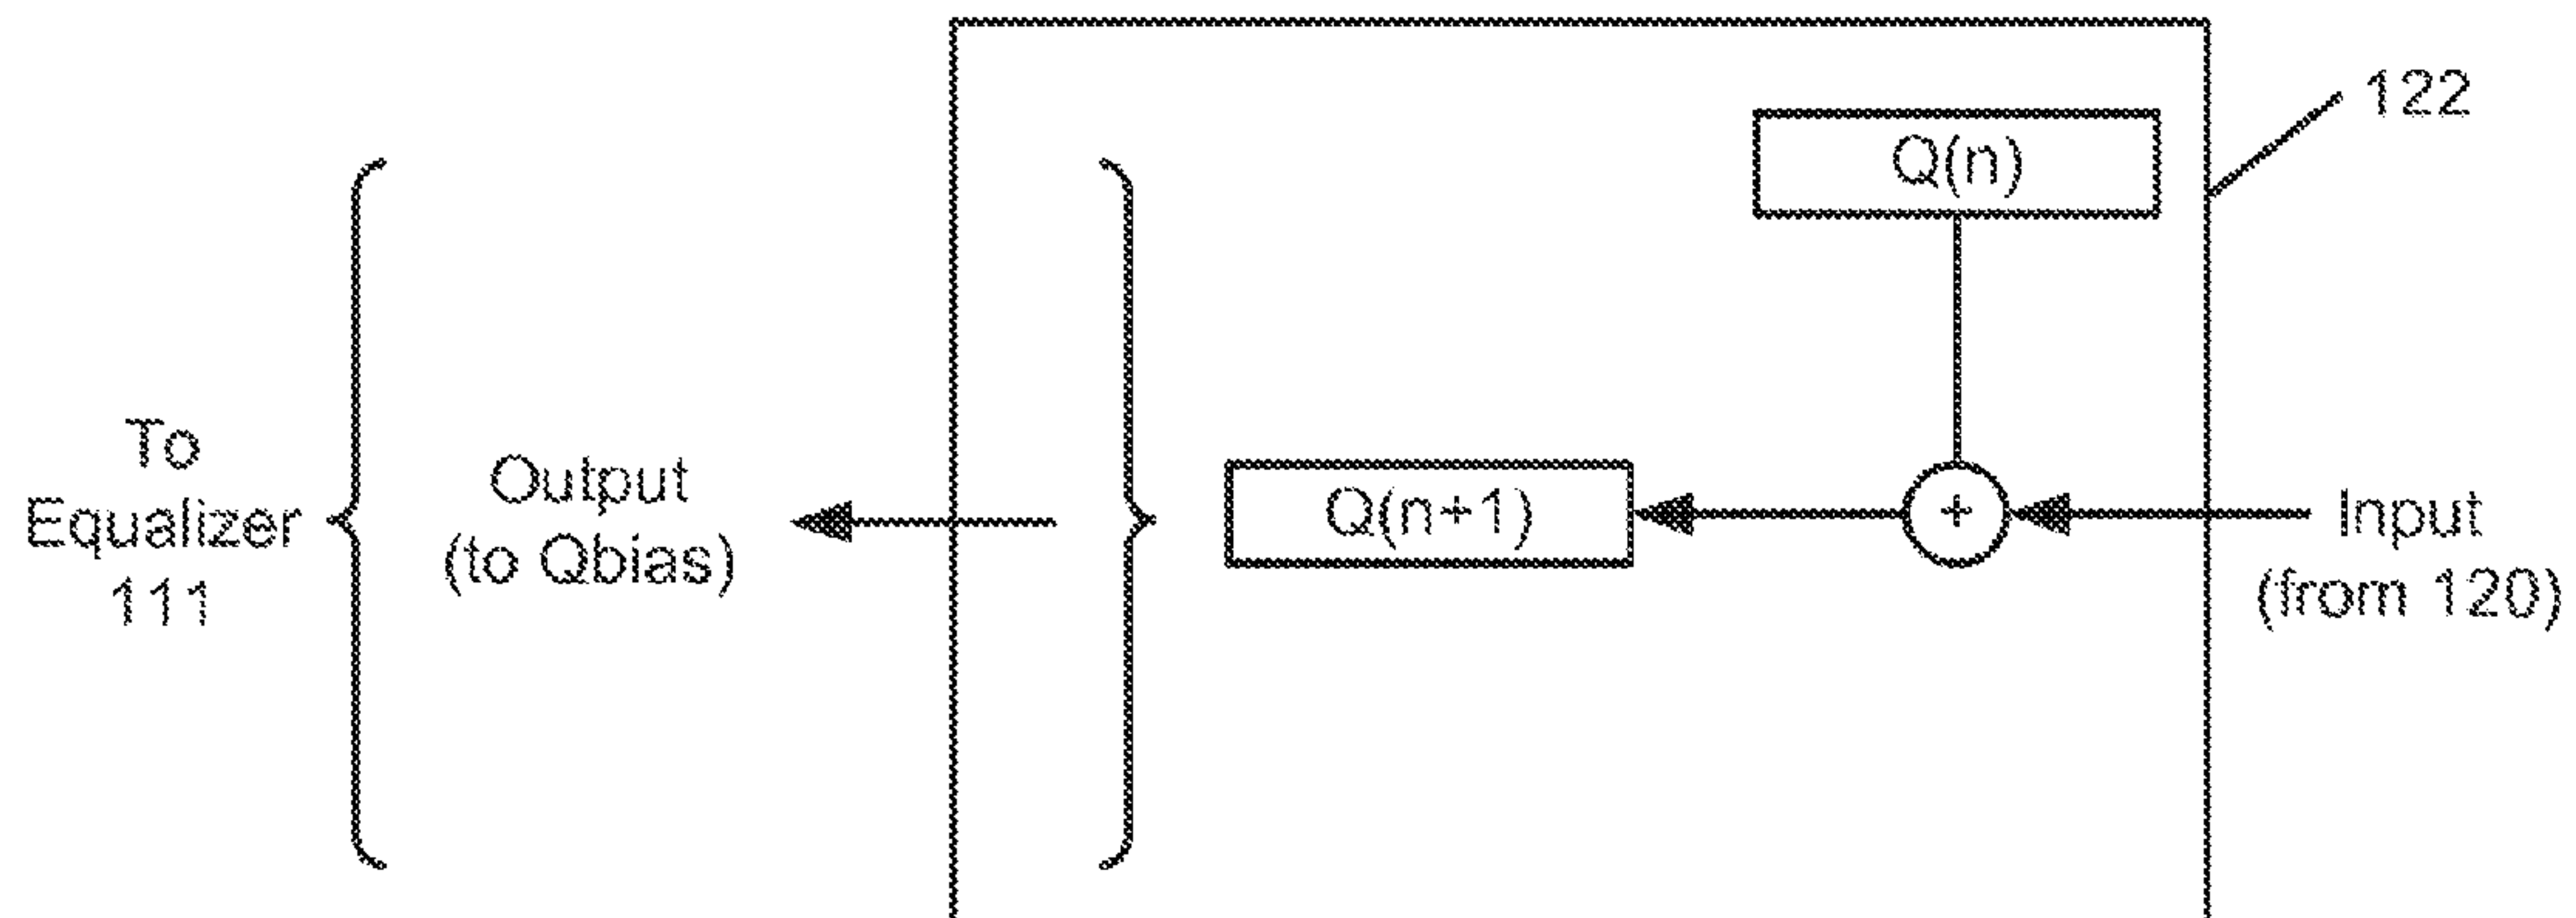 122
Q(n)
To
Equalizer
111
Output
(to Qbias)
Q(n+1)
+
Input
(from 120)